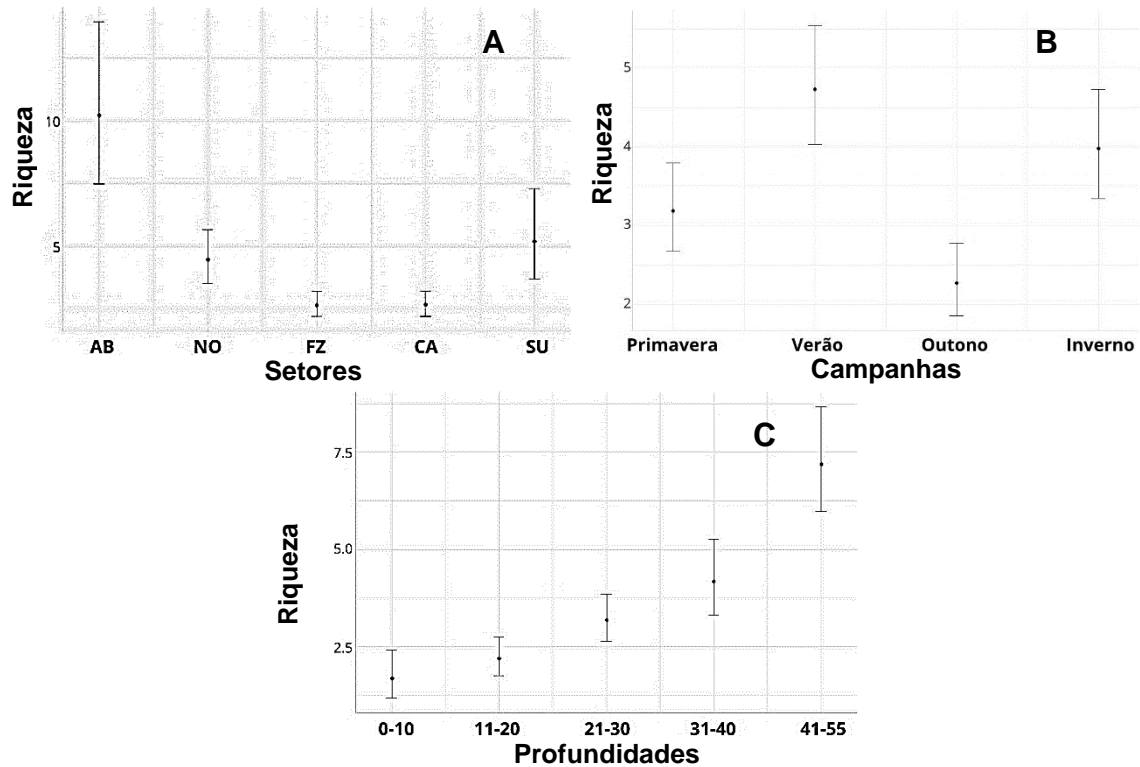 A
Riqueza
10
5
AB NO FZ CA SU
Setores
B
Riqueza
5
4
3
2
Primavera Verão Outono Inverno
Campanhas
C
Riqueza
7.5
5.0
2.5
0-10 11-20 21-30 31-40 41-55
Profundidades